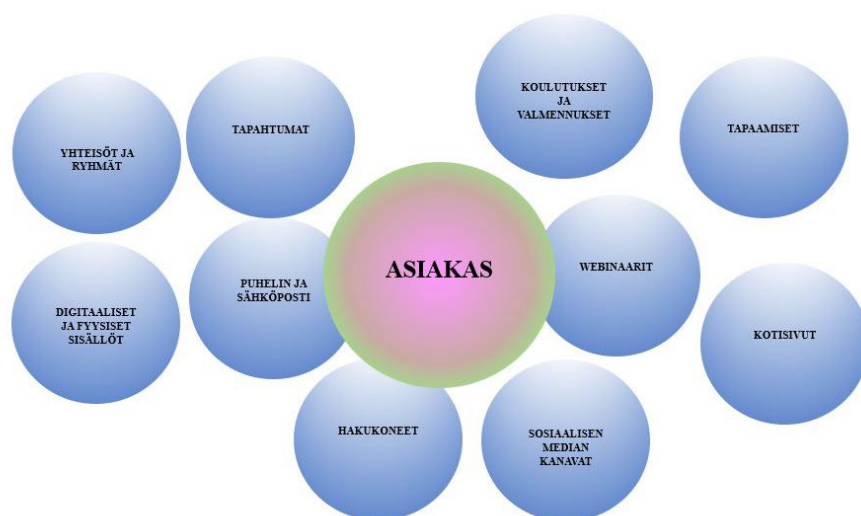 KOULUTUKSET
JA
VALMENNUKSET
TAPAHTUMAT
TAPAAMISET
YHTEISÖT JA
RYHMÄT
ASIAKAS
WEBINAARIT
PUHELIN JA
SÄHKÖPOSTI
DIGITAALISET
JA FYYSISET
SISÄLLÖT
KOTISIVUT
HAKUKONEET
SOSIAALISEN
MEDIAN
KANAVAT